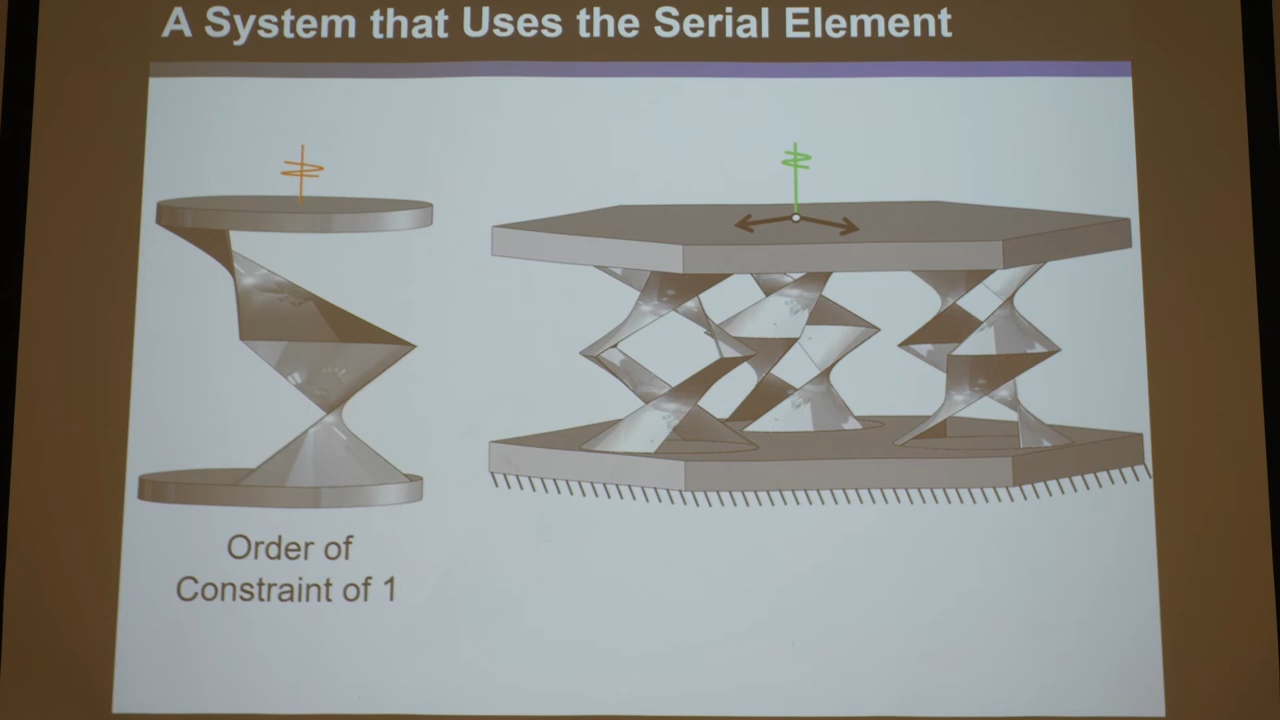 A System that Uses the Serial Element
Order of
Constraint of 1